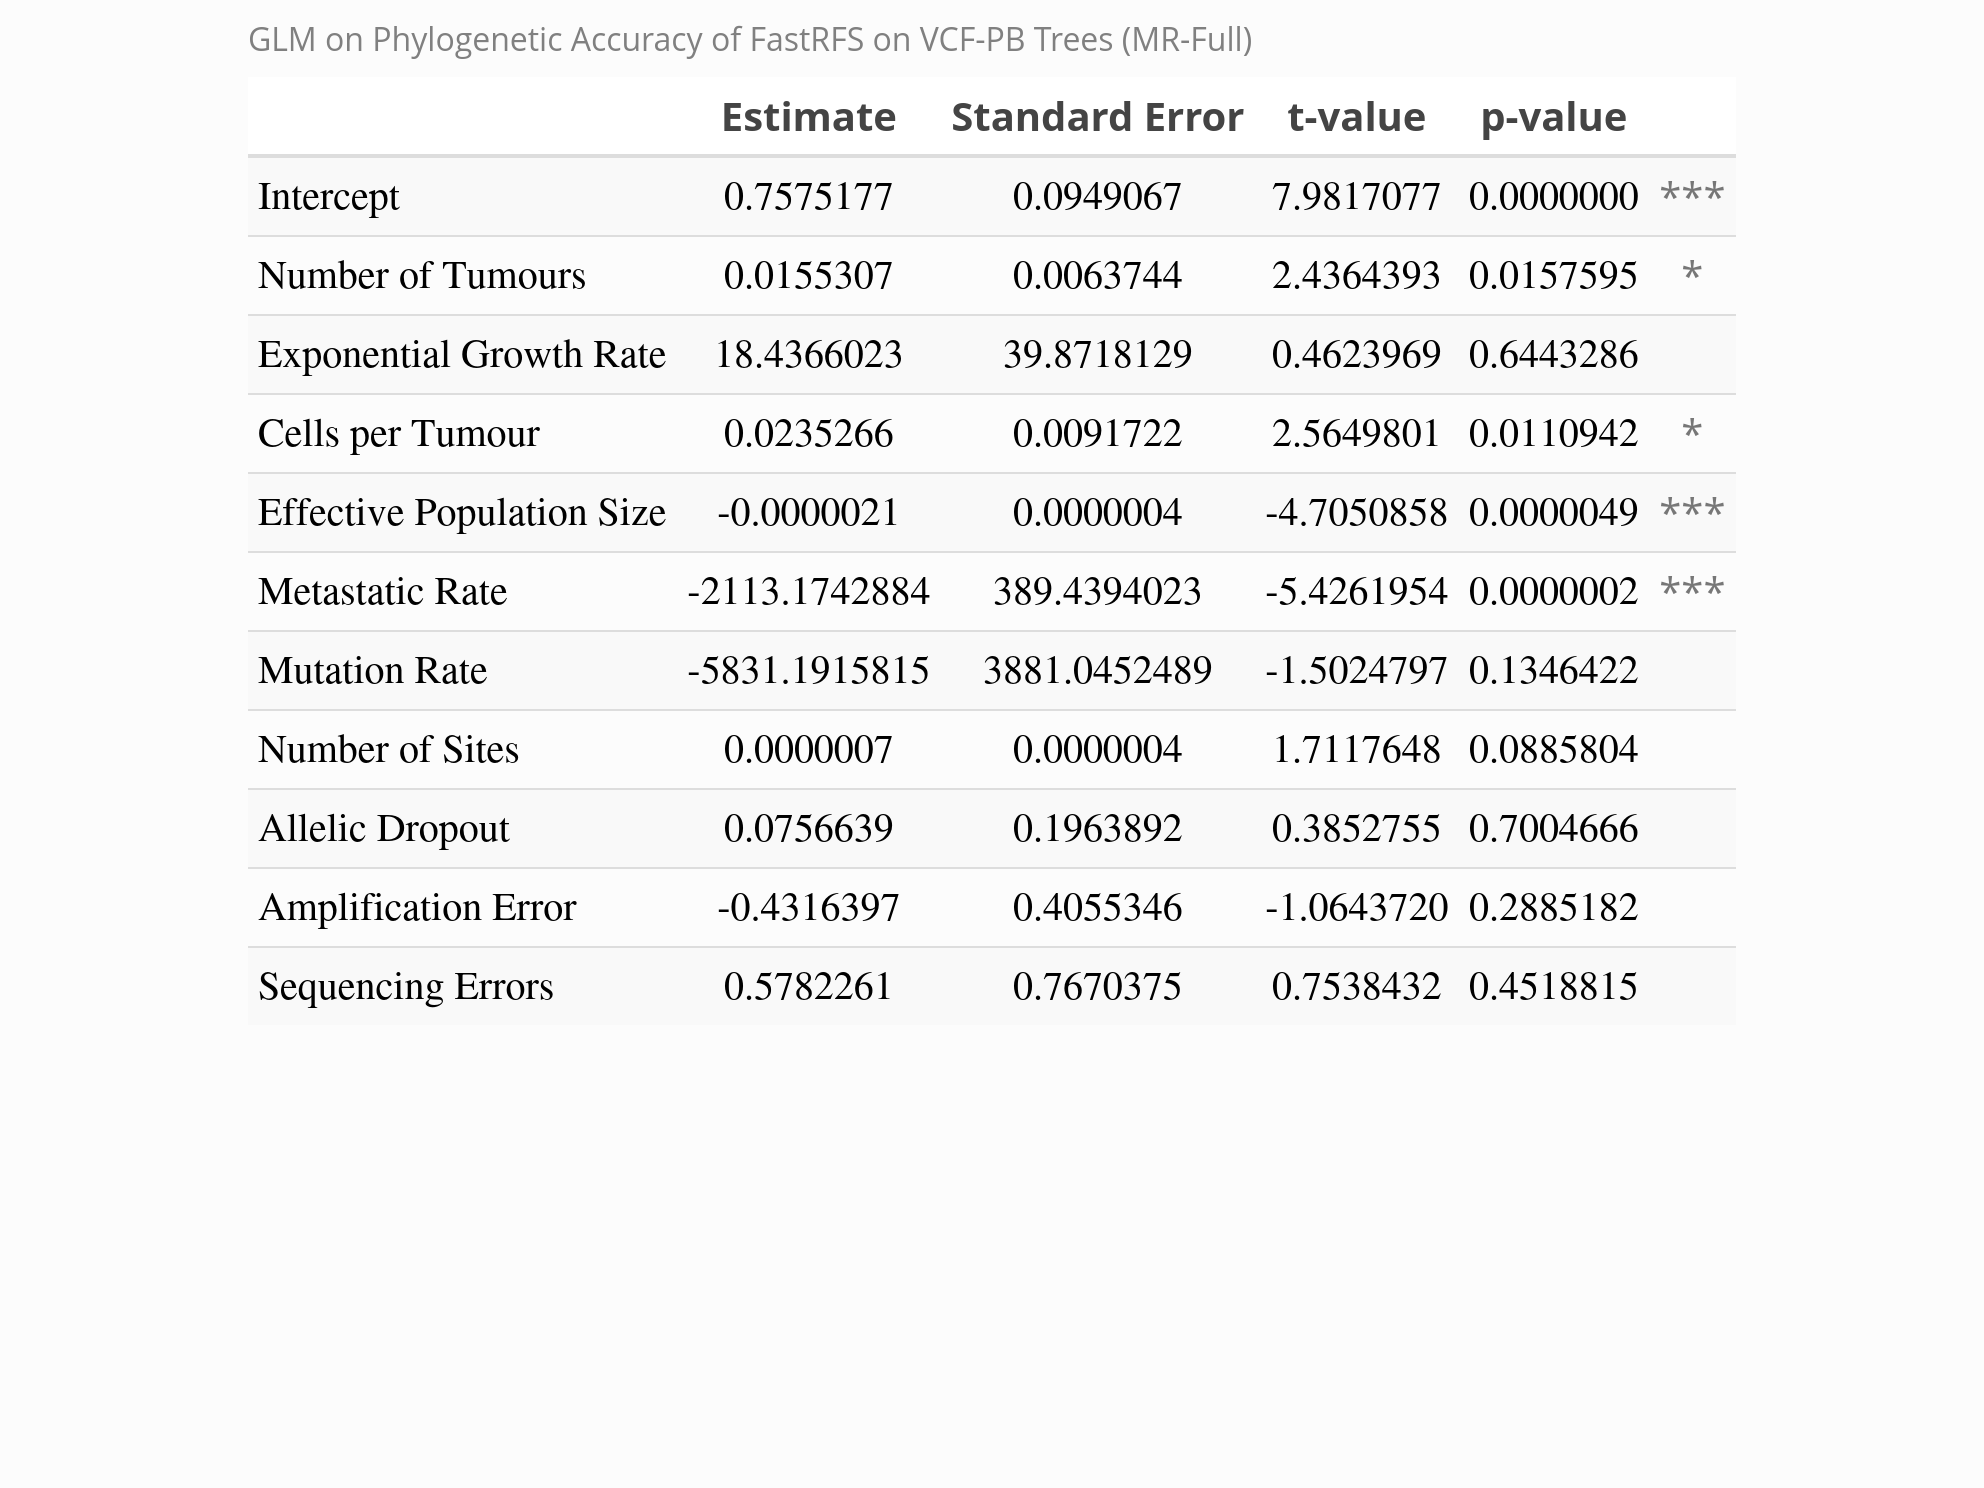 GLM on Phylogenetic Accuracy of FastRFS on VCF-PB Trees (MR-Full)
Estimate Standard Error t-value p-value
Intercept 0.7575177 0.0949067 7.9817077 0.0000000 ***
Number of Tumours 0.0155307 0.0063744 2.4364393 0.0157595 *
Exponential Growth Rate 18.4366023 39.8718129 0.4623969 0.6443286
Cells per Tumour 0.0235266 0.0091722 2.5649801 0.0110942 *
Effective Population Size -0.0000021 0.0000004 -4.7050858 0.0000049 ***
Metastatic Rate -2113.1742884 389.4394023 -5.4261954 0.0000002 ***
Mutation Rate -5831.1915815 3881.0452489 -1.5024797 0.1346422
Number of Sites 0.0000007 0.0000004 1.7117648 0.0885804
Allelic Dropout 0.0756639 0.1963892 0.3852755 0.7004666
Amplification Error -0.4316397 0.4055346 -1.0643720 0.2885182
Sequencing Errors 0.5782261 0.7670375 0.7538432 0.4518815